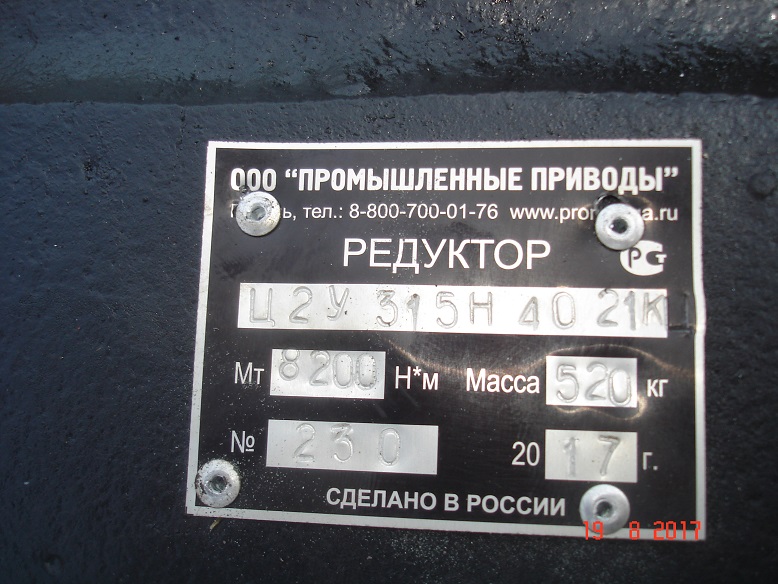 ООО "ПРОМЫШЛЕННЫЕ ПРИВОДЫ"
тел.: 8-800-700-01-76
РЕДУКТОР РСТ
Ц2У 315Н 40 21К
Мт 8200 Н*м Масса 520 кг
№ 230 2017 г.
СДЕЛАНО В РОССИИ
19 8 2017